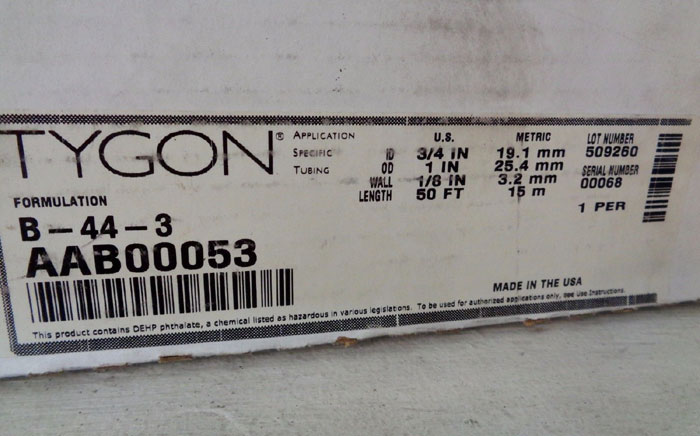 TYGON® APPLICATION SPECIFIC TUBING
U.S. METRIC
ID 3/4 IN 19.1 mm
OD 1 IN 25.4 mm
WALL 1/8 IN 3.2 mm
LENGTH 50 FT 15 m
LOT NUMBER
509260
SERIAL NUMBER
00068
1 PER
FORMULATION
B-44-3
AAB00053
MADE IN THE USA
This product contains DEHP phthalate, a chemical listed as hazardous in various legislations. To be used for authorized applications only, see Use Instructions.